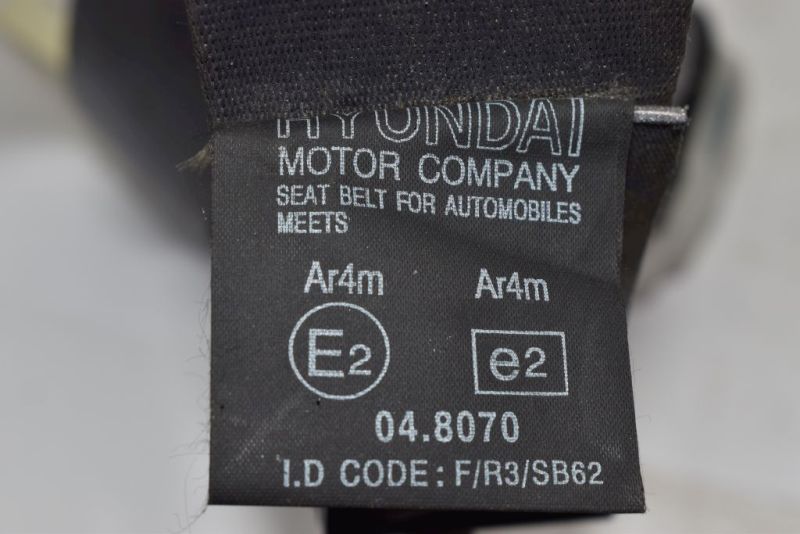 HYUNDAI
MOTOR COMPANY
SEAT BELT FOR AUTOMOBILES
MEETS
Ar4m Ar4m
E2 e2
04.8070
I.D CODE : F/R3/SB62